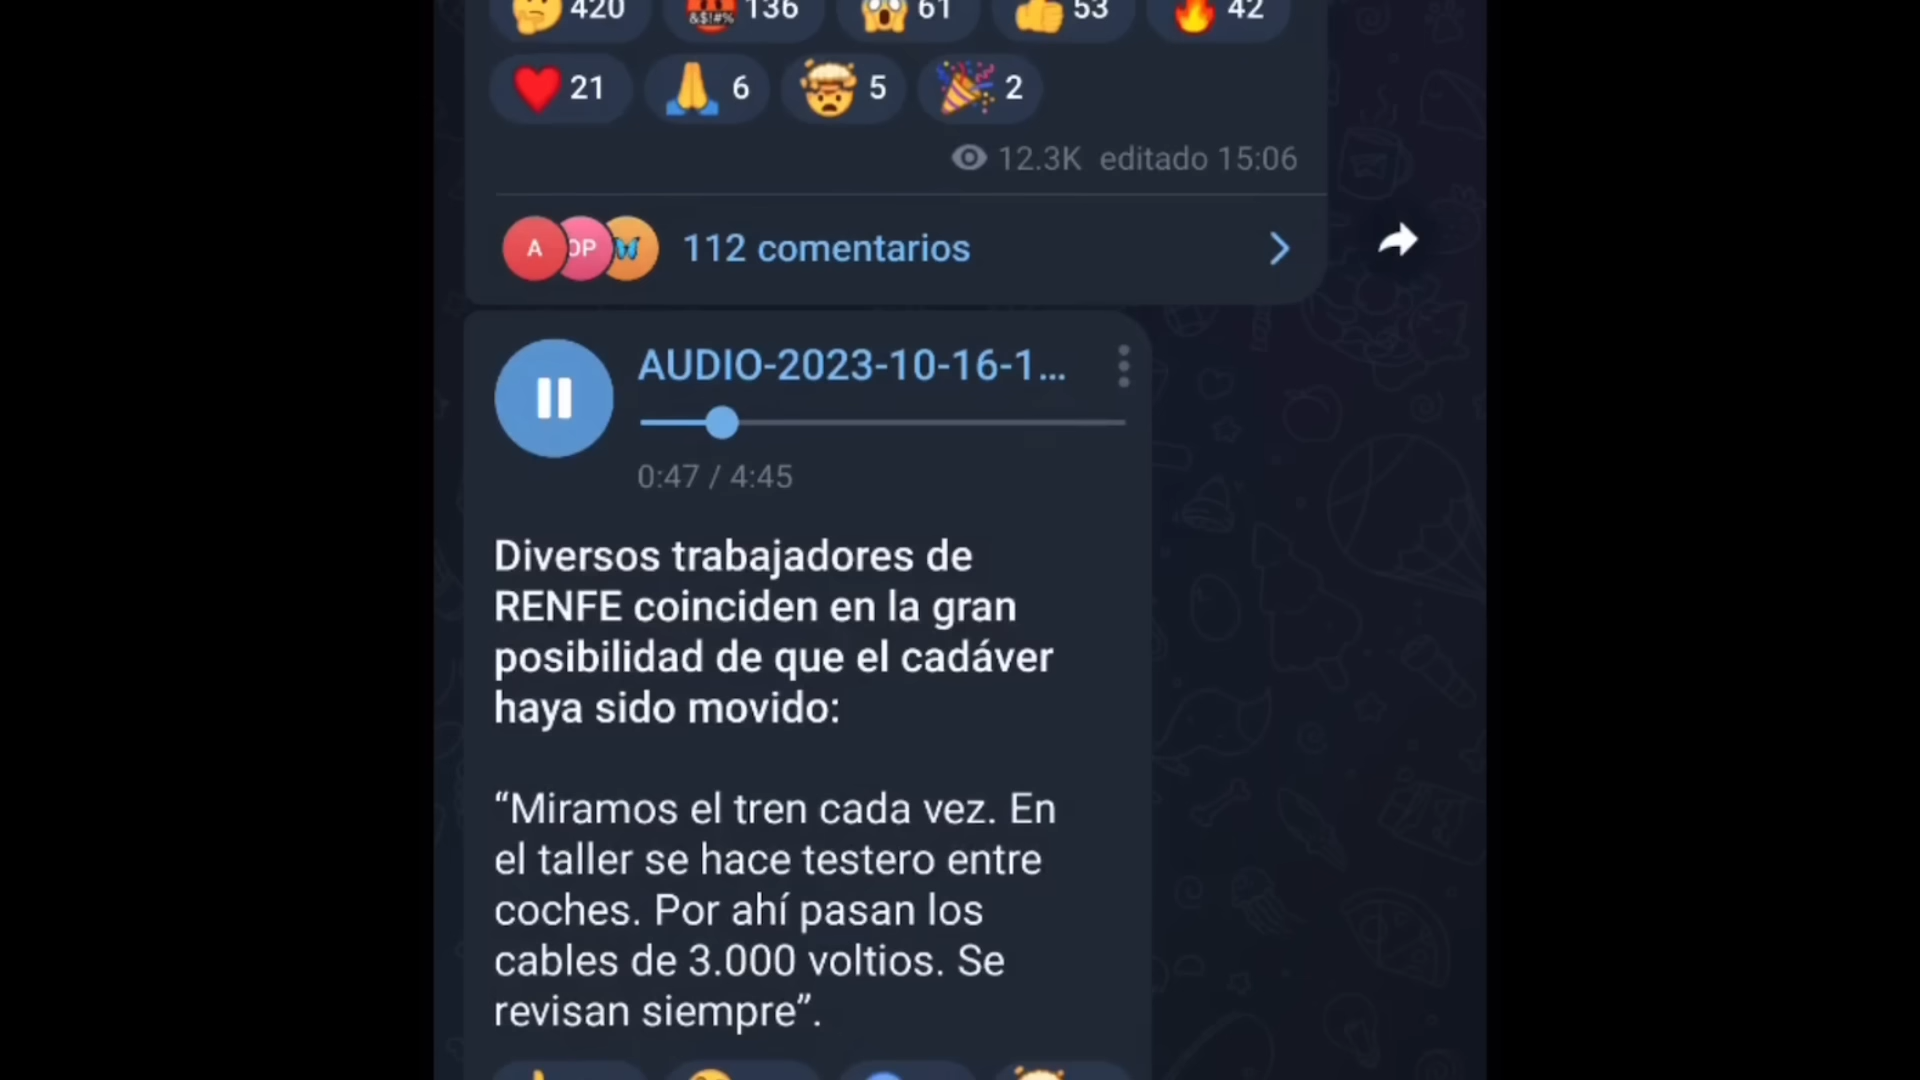 420 136 61 53 42
21 6 5 2
12.3K editado 15:06
A OP 112 comentarios
AUDIO-2023-10-16-1...
0:47 / 4:45
Diversos trabajadores de
RENFE coinciden en la gran
posibilidad de que el cadáver
haya sido movido:
“Miramos el tren cada vez. En
el taller se hace testero entre
coches. Por ahí pasan los
cables de 3.000 voltios. Se
revisan siempre”.